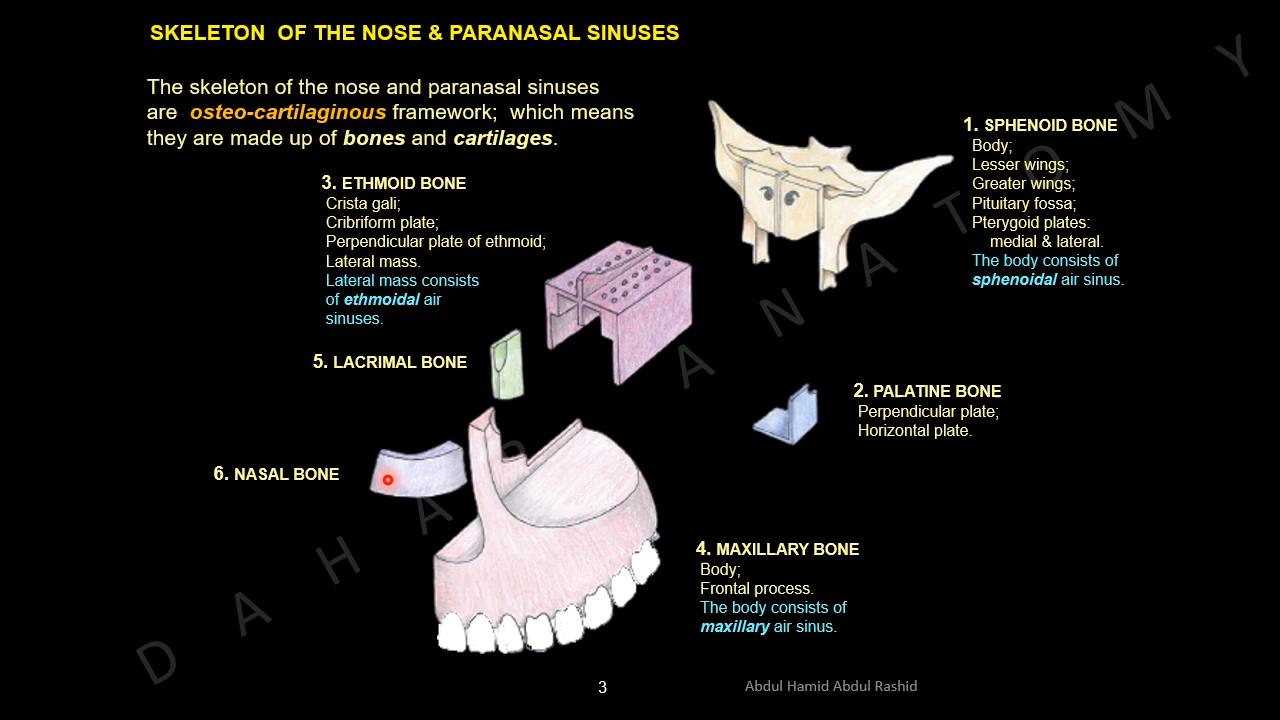 SKELETON OF THE NOSE & PARANASAL SINUSES
The skeleton of the nose and paranasal sinuses
are osteo-cartilaginous framework; which means
they are made up of bones and cartilages.
1. SPHENOID BONE
Body;
Lesser wings;
Greater wings;
Pituitary fossa;
Pterygoid plates:
medial & lateral.
The body consists of
sphenoidal air sinus.
3. ETHMOID BONE
Crista gali;
Cribriform plate;
Perpendicular plate of ethmoid;
Lateral mass.
Lateral mass consists
of ethmoidal air
sinuses.
5. LACRIMAL BONE
2. PALATINE BONE
Perpendicular plate;
Horizontal plate.
6. NASAL BONE
4. MAXILLARY BONE
Body;
Frontal process.
The body consists of
maxillary air sinus.
DAHAR ANATOMY
3
Abdul Hamid Abdul Rashid